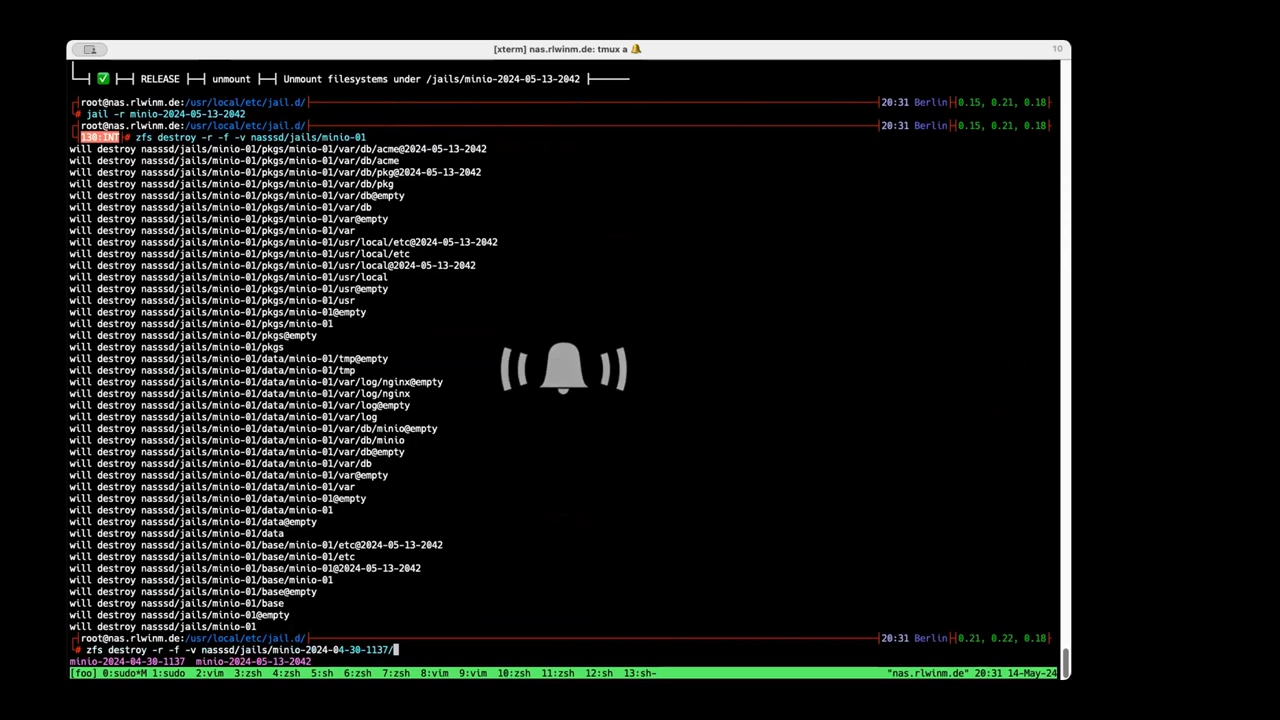 [xterm] nas.rlwinm.de: tmux a 🔔
10
✅ RELEASE unmount Unmount filesystems under /jails/minio-2024-05-13-2042
root@nas.rlwinm.de:/usr/local/etc/jail.d/ 20:31 Berlin 0.15, 0.21, 0.18
# jail -r minio-2024-05-13-2042
root@nas.rlwinm.de:/usr/local/etc/jail.d/ 20:31 Berlin 0.15, 0.21, 0.18
130:INT # zfs destroy -r -f -v nasssd/jails/minio-01
will destroy nasssd/jails/minio-01/pkgs/minio-01/var/db/acme@2024-05-13-2042
will destroy nasssd/jails/minio-01/pkgs/minio-01/var/db/acme
will destroy nasssd/jails/minio-01/pkgs/minio-01/var/db/pkg@2024-05-13-2042
will destroy nasssd/jails/minio-01/pkgs/minio-01/var/db/pkg
will destroy nasssd/jails/minio-01/pkgs/minio-01/var/db@empty
will destroy nasssd/jails/minio-01/pkgs/minio-01/var/db
will destroy nasssd/jails/minio-01/pkgs/minio-01/var@empty
will destroy nasssd/jails/minio-01/pkgs/minio-01/var
will destroy nasssd/jails/minio-01/pkgs/minio-01/usr/local/etc@2024-05-13-2042
will destroy nasssd/jails/minio-01/pkgs/minio-01/usr/local/etc
will destroy nasssd/jails/minio-01/pkgs/minio-01/usr/local@2024-05-13-2042
will destroy nasssd/jails/minio-01/pkgs/minio-01/usr/local
will destroy nasssd/jails/minio-01/pkgs/minio-01/usr@empty
will destroy nasssd/jails/minio-01/pkgs/minio-01/usr
will destroy nasssd/jails/minio-01/pkgs/minio-01@empty
will destroy nasssd/jails/minio-01/pkgs/minio-01
will destroy nasssd/jails/minio-01/pkgs@empty
will destroy nasssd/jails/minio-01/pkgs
will destroy nasssd/jails/minio-01/data/minio-01/tmp@empty
will destroy nasssd/jails/minio-01/data/minio-01/tmp
will destroy nasssd/jails/minio-01/data/minio-01/var/log/nginx@empty
will destroy nasssd/jails/minio-01/data/minio-01/var/log/nginx
will destroy nasssd/jails/minio-01/data/minio-01/var/log@empty
will destroy nasssd/jails/minio-01/data/minio-01/var/log
will destroy nasssd/jails/minio-01/data/minio-01/var/db/minio@empty
will destroy nasssd/jails/minio-01/data/minio-01/var/db/minio
will destroy nasssd/jails/minio-01/data/minio-01/var/db@empty
will destroy nasssd/jails/minio-01/data/minio-01/var/db
will destroy nasssd/jails/minio-01/data/minio-01/var@empty
will destroy nasssd/jails/minio-01/data/minio-01/var
will destroy nasssd/jails/minio-01/data/minio-01@empty
will destroy nasssd/jails/minio-01/data/minio-01
will destroy nasssd/jails/minio-01/data@empty
will destroy nasssd/jails/minio-01/data
will destroy nasssd/jails/minio-01/base/minio-01/etc@2024-05-13-2042
will destroy nasssd/jails/minio-01/base/minio-01/etc
will destroy nasssd/jails/minio-01/base/minio-01@2024-05-13-2042
will destroy nasssd/jails/minio-01/base/minio-01
will destroy nasssd/jails/minio-01/base@empty
will destroy nasssd/jails/minio-01/base
will destroy nasssd/jails/minio-01@empty
will destroy nasssd/jails/minio-01
root@nas.rlwinm.de:/usr/local/etc/jail.d/ 20:31 Berlin 0.21, 0.22, 0.18
# zfs destroy -r -f -v nasssd/jails/minio-2024-04-30-1137/
minio-2024-04-30-1137 minio-2024-05-13-2042
[foo] 0:sudo*M 1:sudo 2:vim 3:zsh 4:zsh 5:sh 6:zsh 7:zsh 8:vim 9:vim 10:zsh 11:zsh 12:sh 13:sh- "nas.rlwinm.de" 20:31 14-May-24